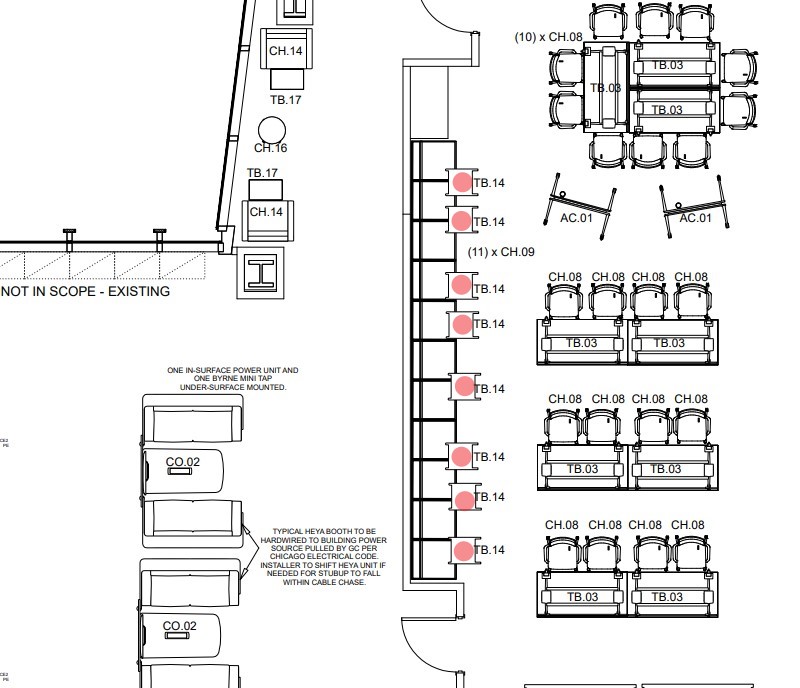 CH.14
TB.17
CH.16
TB.17
CH.14
NOT IN SCOPE - EXISTING
ONE IN-SURFACE POWER UNIT AND
ONE BYRNE MINI TAP
UNDER-SURFACE MOUNTED.
CO.02
TYPICAL HEYA BOOTH TO BE
HARDWIRED TO BUILDING POWER
SOURCE PULLED BY GC PER
CHICAGO ELECTRICAL CODE.
INSTALLER TO SHIFT HEYA UNIT IF
NEEDED FOR STUBUP TO FALL
WITHIN CABLE CHASE.
CO.02
TB.14
TB.14
(11) x CH.09
TB.14
TB.14
TB.14
TB.14
TB.14
TB.14
(10) x CH.08
TB.03
TB.03
TB.03
AC.01 AC.01
CH.08 CH.08 CH.08 CH.08
TB.03 TB.03
CH.08 CH.08 CH.08 CH.08
TB.03 TB.03
CH.08 CH.08 CH.08 CH.08
TB.03 TB.03